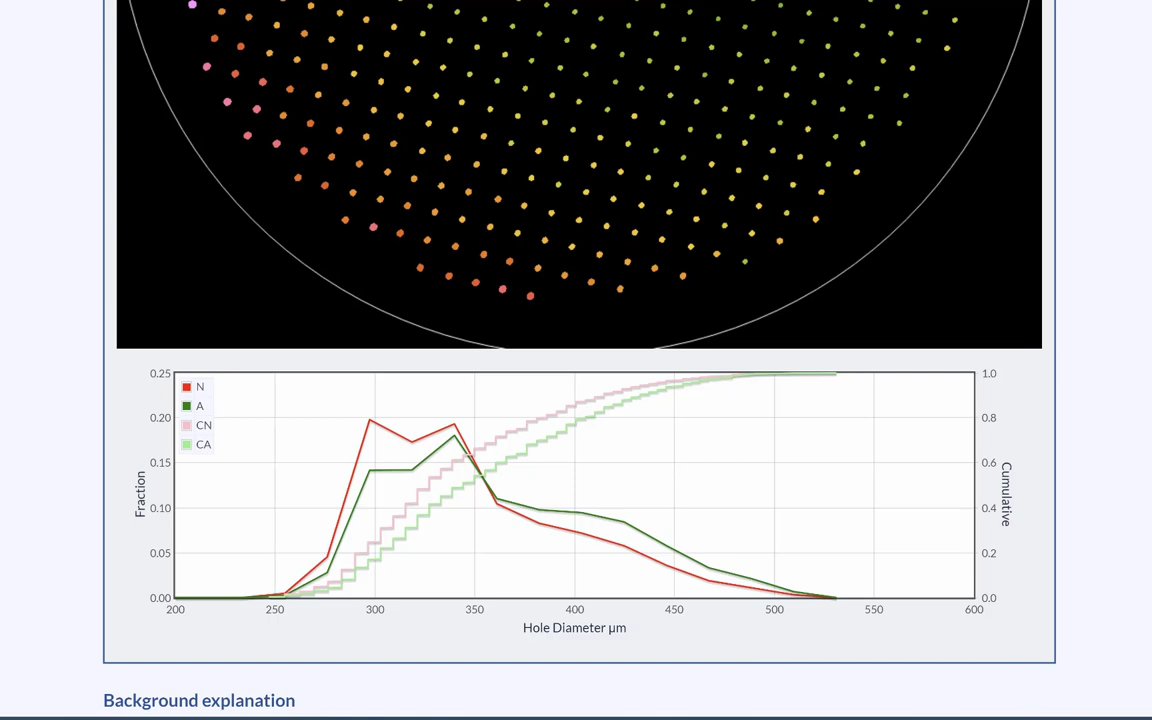 0.25
0.20
0.15
0.10
0.05
0.00
Fraction
N
A
CN
CA
1.0
0.8
0.6
0.4
0.2
0.0
Cumulative
200 250 300 350 400 450 500 550 600
Hole Diameter µm
Background explanation